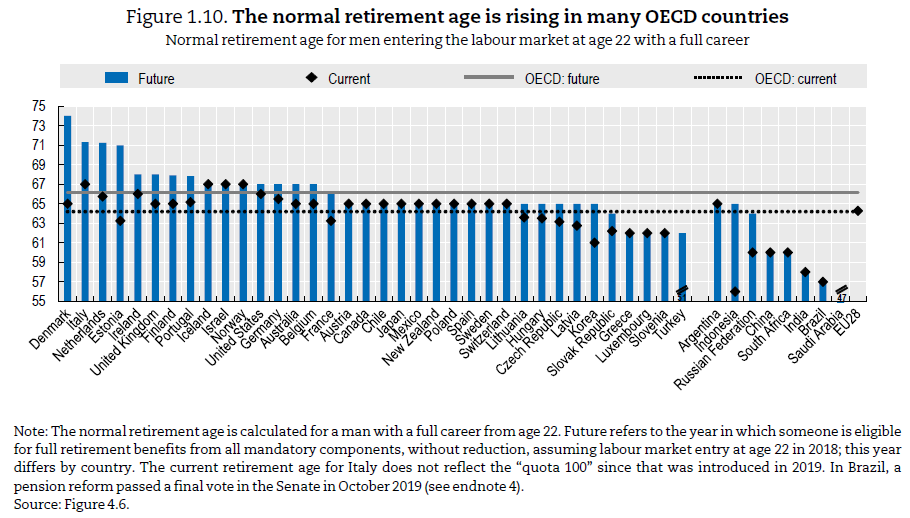 Figure 1.10. The normal retirement age is rising in many OECD countries
Normal retirement age for men entering the labour market at age 22 with a full career
Future
Current
OECD: future
OECD: current
75
73
71
69
67
65
63
61
59
57
55
47
Denmark
Italy
Netherlands
Estonia
Ireland
United Kingdom
Finland
Portugal
Iceland
Israel
Norway
United States
Germany
Australia
Belgium
France
Austria
Canada
Chile
Japan
Mexico
New Zealand
Poland
Spain
Sweden
Switzerland
Lithuania
Hungary
Czech Republic
Latvia
Korea
Slovak Republic
Greece
Luxembourg
Slovenia
Turkey
Argentina
Indonesia
Russian Federation
China
South Africa
India
Brazil
Saudi Arabia
EU28
Note: The normal retirement age is calculated for a man with a full career from age 22. Future refers to the year in which someone is eligible
for full retirement benefits from all mandatory components, without reduction, assuming labour market entry at age 22 in 2018; this year
differs by country. The current retirement age for Italy does not reflect the “quota 100” since that was introduced in 2019. In Brazil, a
pension reform passed a final vote in the Senate in October 2019 (see endnote 4).
Source: Figure 4.6.